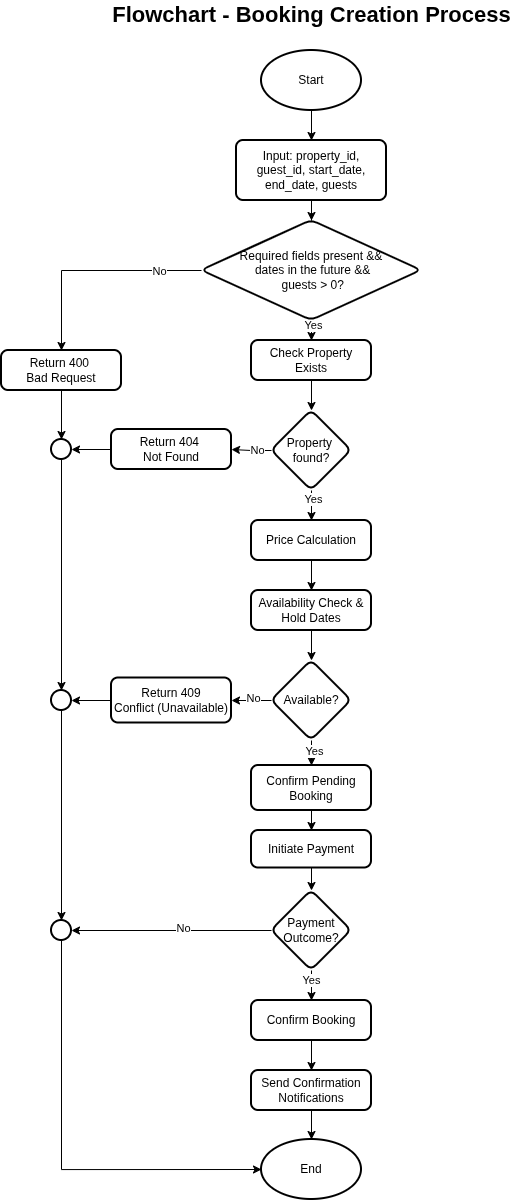 Flowchart - Booking Creation Process
Start
Input: property_id,
guest_id, start_date,
end_date, guests
Required fields present &&
dates in the future &&
guests > 0?
No
Yes
Return 400
Bad Request
Check Property
Exists
Return 404
Not Found
No
Property
found?
Yes
Price Calculation
Availability Check &
Hold Dates
Return 409
Conflict (Unavailable)
No
Available?
Yes
Confirm Pending
Booking
Initiate Payment
No
Payment
Outcome?
Yes
Confirm Booking
Send Confirmation
Notifications
End